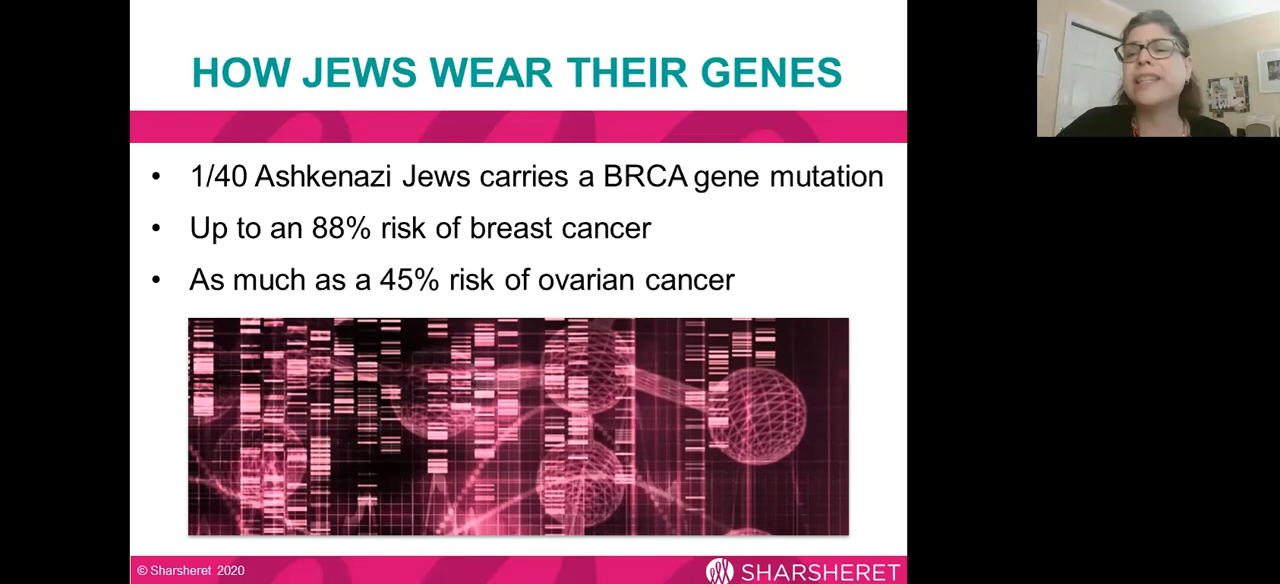 HOW JEWS WEAR THEIR GENES
• 1/40 Ashkenazi Jews carries a BRCA gene mutation
• Up to an 88% risk of breast cancer
• As much as a 45% risk of ovarian cancer
© Sharsheret 2020
SHARSHERET